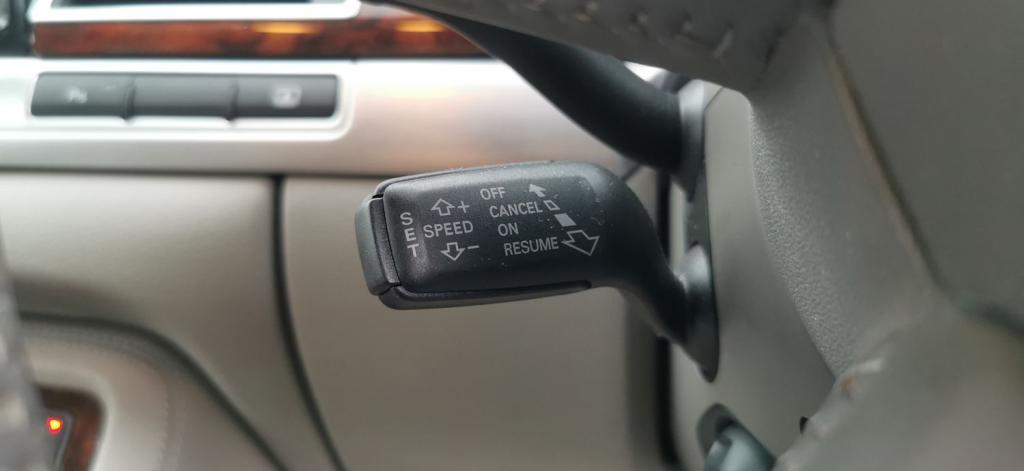 SET
+
SPEED
−
OFF
CANCEL
ON
RESUME